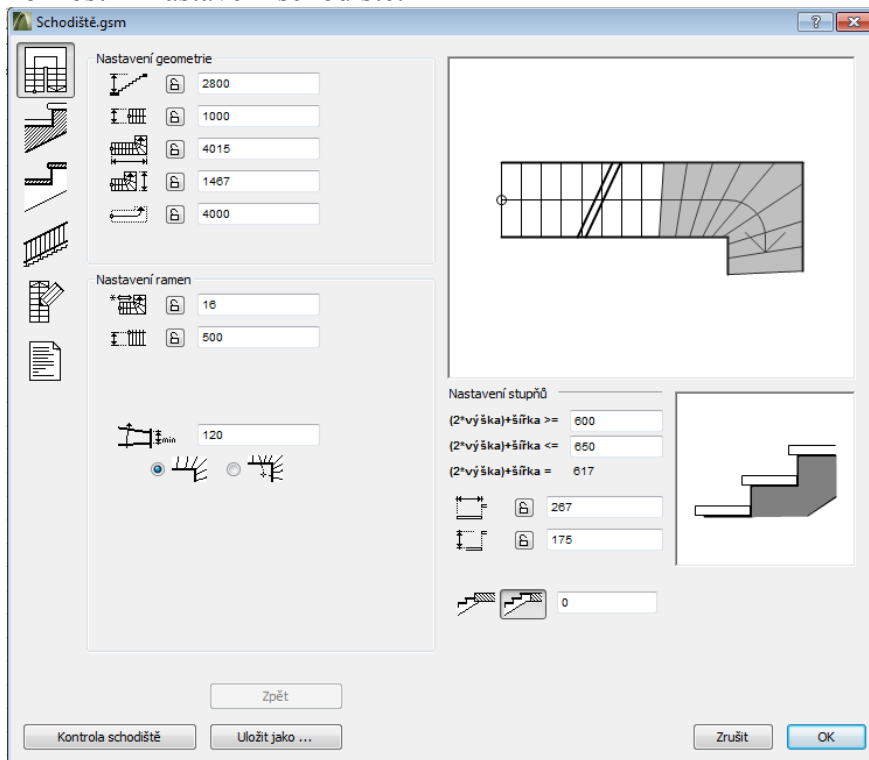 Schodiště.gsm
Nastavení geometrie
2800
1000
4015
1467
4000
Nastavení ramen
16
500
min
120
Nastavení stupňů
(2*výška)+šířka >= 600
(2*výška)+šířka <= 650
(2*výška)+šířka = 617
267
175
0
Zpět
Kontrola schodiště
Uložit jako ...
Zrušit
OK